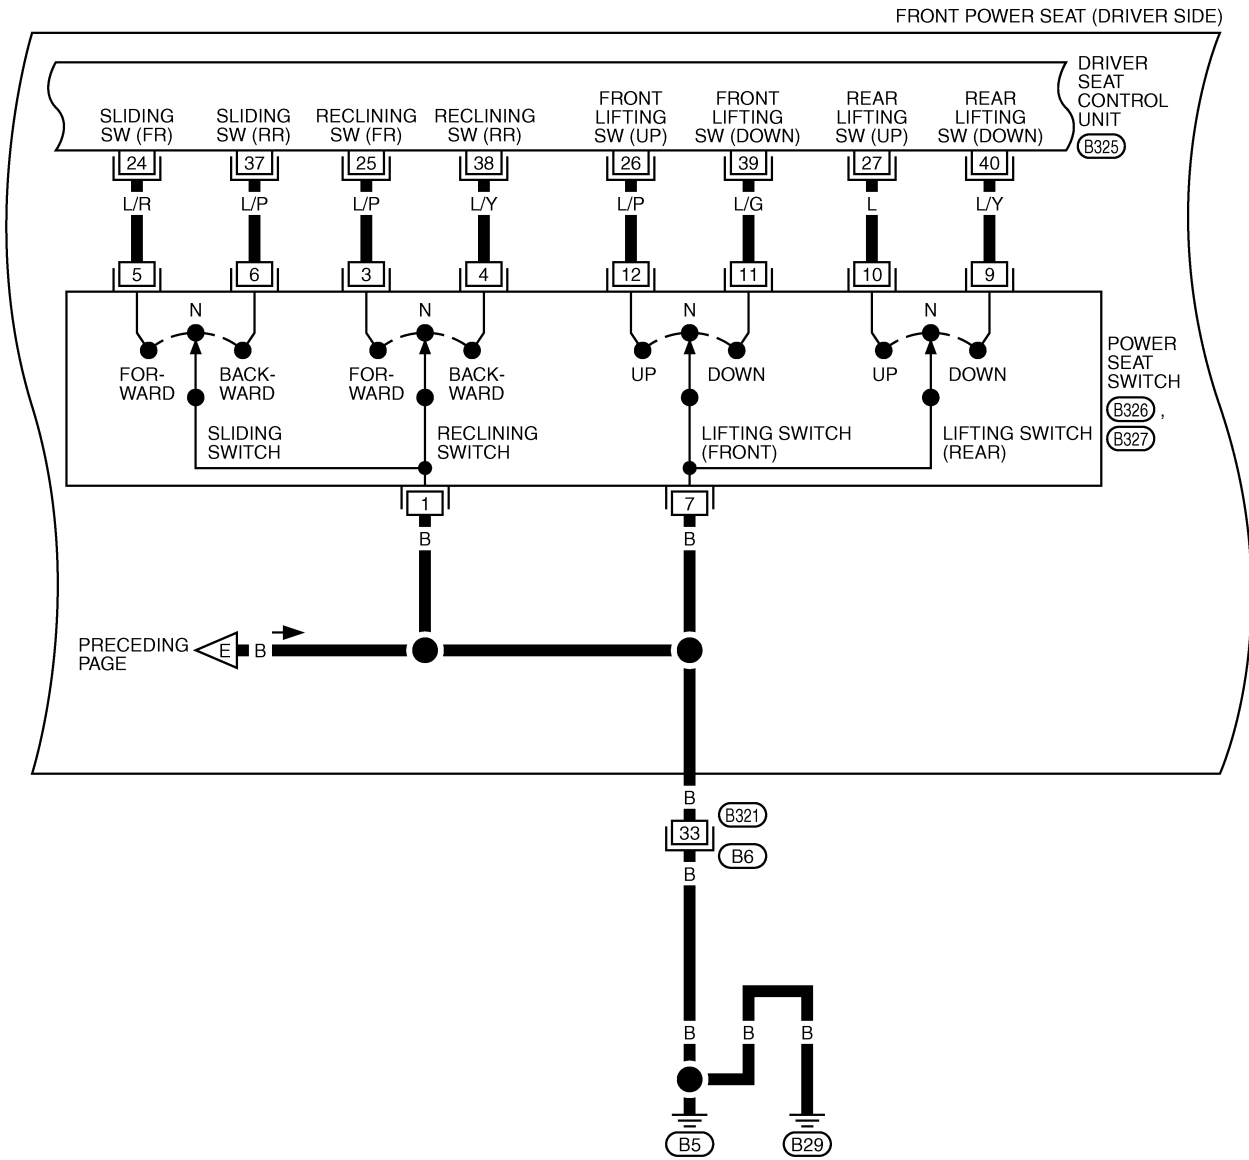 FRONT POWER SEAT (DRIVER SIDE)
DRIVER
SEAT
CONTROL
UNIT
B325
SLIDING
SW (FR)
SLIDING
SW (RR)
RECLINING
SW (FR)
RECLINING
SW (RR)
FRONT
LIFTING
SW (UP)
FRONT
LIFTING
SW (DOWN)
REAR
LIFTING
SW (UP)
REAR
LIFTING
SW (DOWN)
24 37 25 38 26 39 27 40
L/R L/P L/P L/Y L/P L/G L L/Y
5 6 3 4 12 11 10 9
N N N N
FOR-
WARD
BACK-
WARD
FOR-
WARD
BACK-
WARD
UP DOWN UP DOWN
POWER
SEAT
SWITCH
B326 ,
B327
SLIDING
SWITCH
RECLINING
SWITCH
LIFTING SWITCH
(FRONT)
LIFTING SWITCH
(REAR)
1 7
B B
PRECEDING
PAGE
E B
B
B321
33
B6
B
B B B
B5 B29